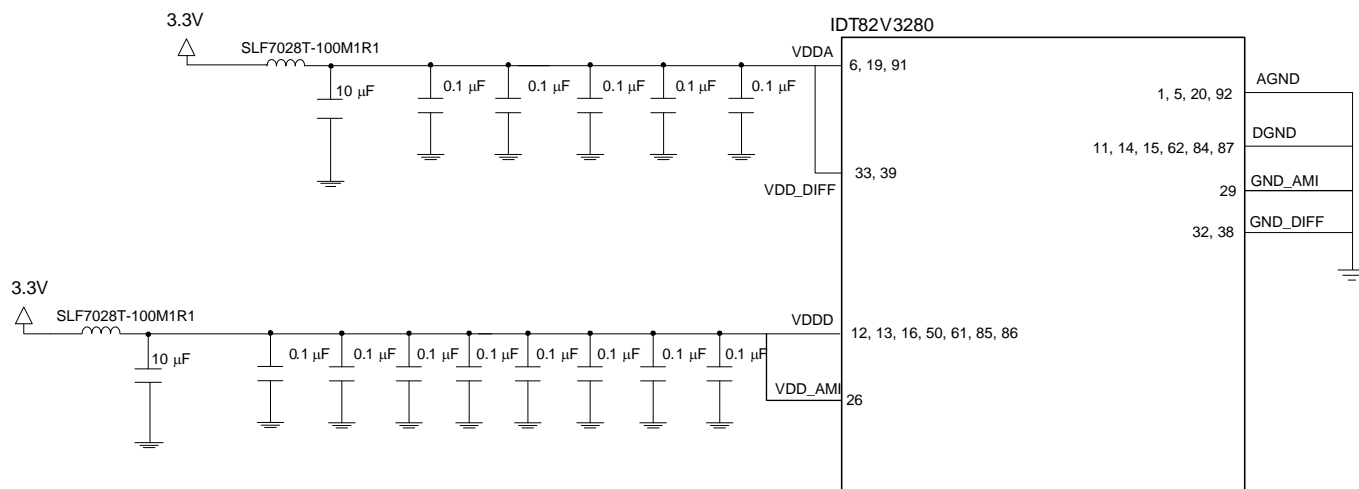 3.3V
IDT82V3280
SLF7028T-100M1R1
VDDA
6, 19, 91
10 µF
0.1 µF
0.1 µF
0.1 µF
0.1 µF
0.1 µF
AGND
1, 5, 20, 92
DGND
11, 14, 15, 62, 84, 87
33, 39
VDD_DIFF
GND_AMI
29
GND_DIFF
32, 38
3.3V
SLF7028T-100M1R1
VDDD
12, 13, 16, 50, 61, 85, 86
10 µF
0.1 µF
0.1 µF
0.1 µF
0.1 µF
0.1 µF
0.1 µF
0.1 µF
0.1 µF
VDD_AMI
26